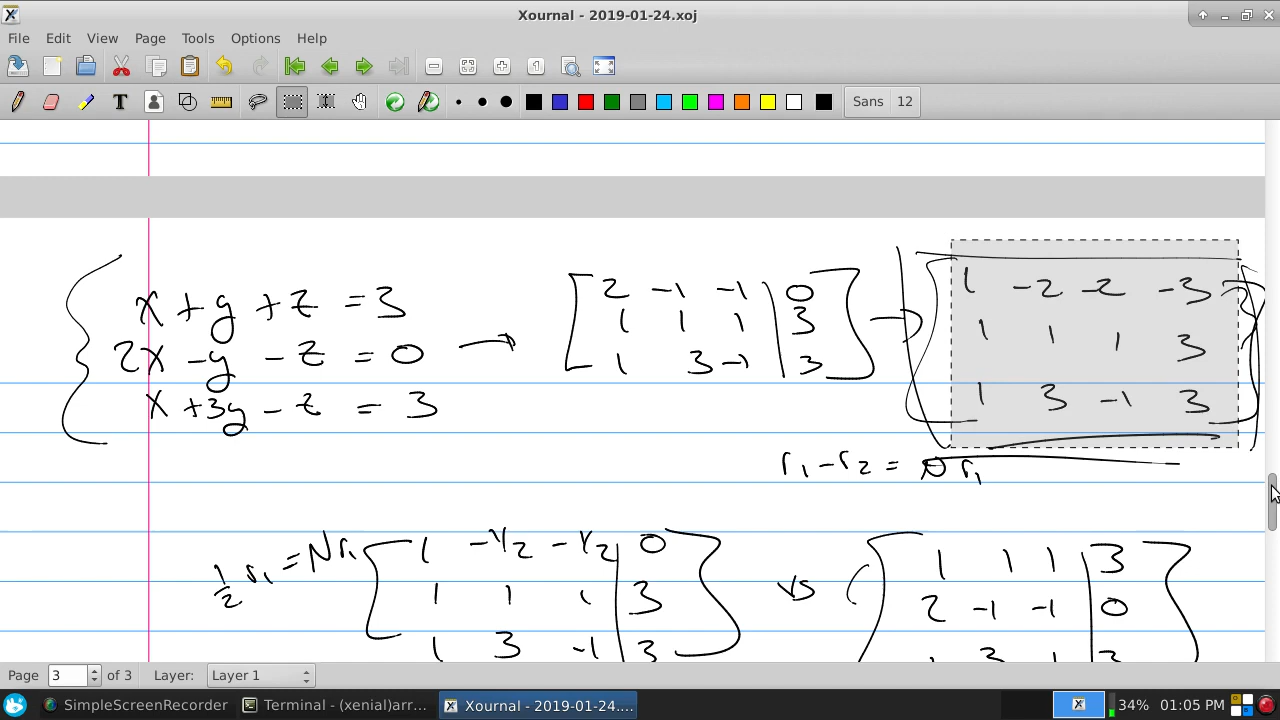 Xournal - 2019-01-24.xoj
File Edit View Page Tools Options Help
Sans 12
x + y + z = 3
2x - y - z = 0
x + 3y - z = 3
2 -1 -1 | 0
1 1 1 | 3
1 3 -1 | 3
1 -2 -2 -3
1 1 1 3
1 3 -1 3
r1 - r2 = N r1
1/2 r1 = N r1
1 -1/2 -1/2 | 0
1 1 1 | 3
1 3 -1 | 3
vs
1 1 1 | 3
2 -1 -1 | 0
Page 3 of 3 Layer: Layer 1
SimpleScreenRecorder Terminal - (xenial)arr... Xournal - 2019-01-24.... 34% 01:05 PM